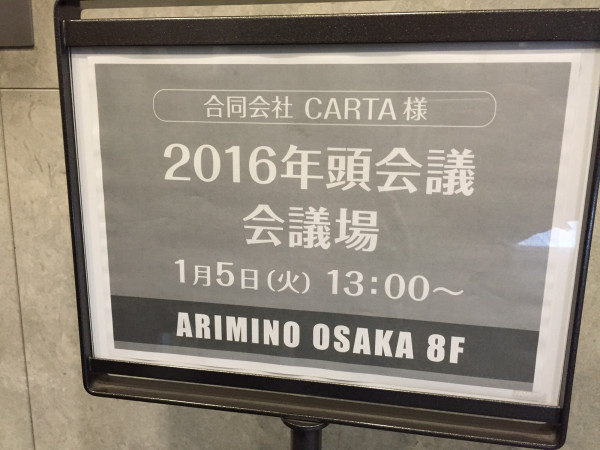 合同会社 CARTA 様
2016年頭会議
会議場
1月5日(火) 13:00～
ARIMINO OSAKA 8F